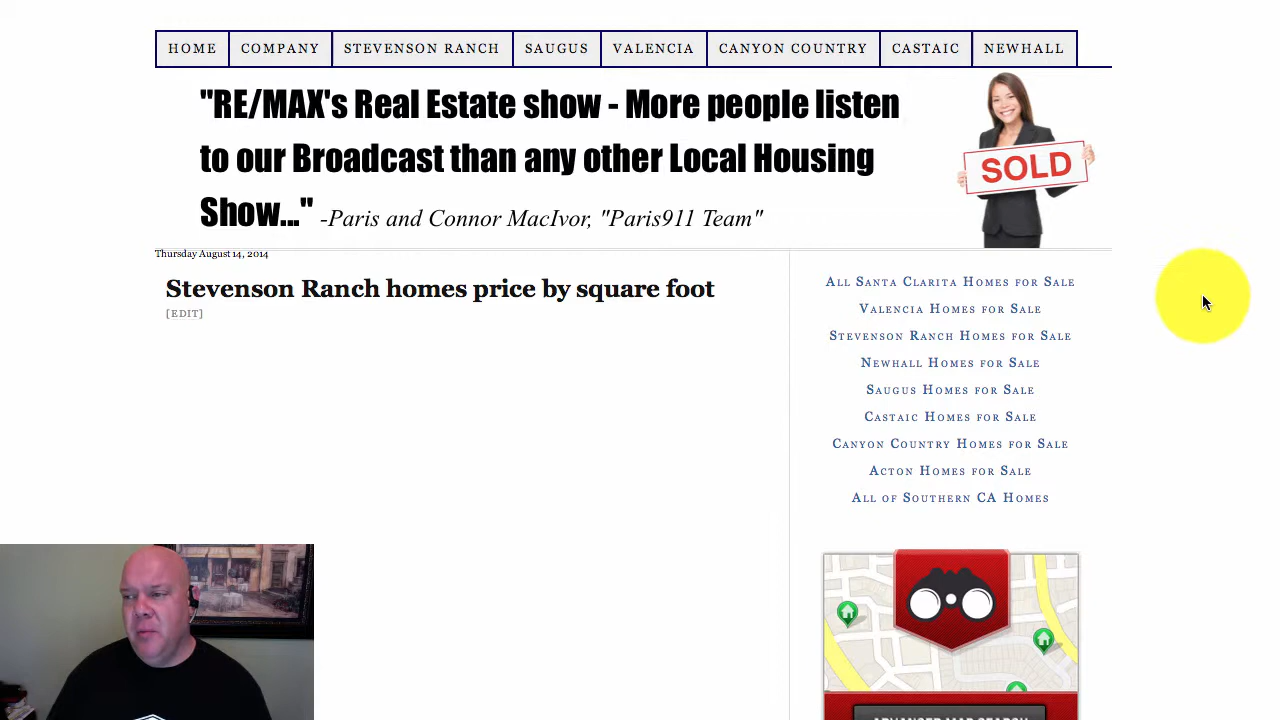 HOME COMPANY STEVENSON RANCH SAUGUS VALENCIA CANYON COUNTRY CASTAIC NEWHALL
"RE/MAX's Real Estate show - More people listen
to our Broadcast than any other Local Housing
Show..." -Paris and Connor MacIvor, "Paris911 Team"
SOLD
Thursday August 14, 2014
Stevenson Ranch homes price by square foot
[EDIT]
All Santa Clarita Homes for Sale
Valencia Homes for Sale
Stevenson Ranch Homes for Sale
Newhall Homes for Sale
Saugus Homes for Sale
Castaic Homes for Sale
Canyon Country Homes for Sale
Acton Homes for Sale
All of Southern CA Homes
ADVANCED MAP SEARCH